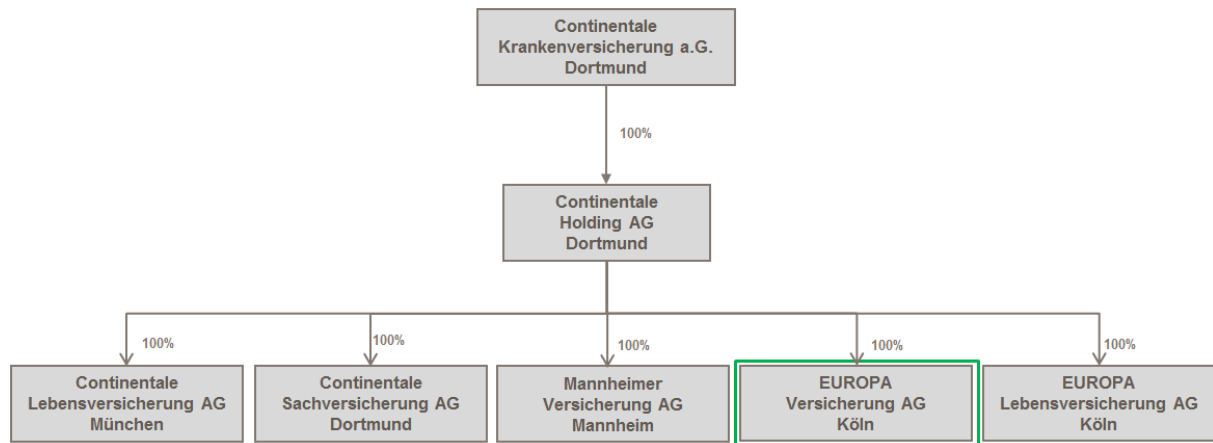 Continentale
Krankenversicherung a.G.
Dortmund
100%
Continentale
Holding AG
Dortmund
100%
100%
100%
100%
100%
Continentale
Lebensversicherung AG
München
Continentale
Sachversicherung AG
Dortmund
Mannheimer
Versicherung AG
Mannheim
EUROPA
Versicherung AG
Köln
EUROPA
Lebensversicherung AG
Köln